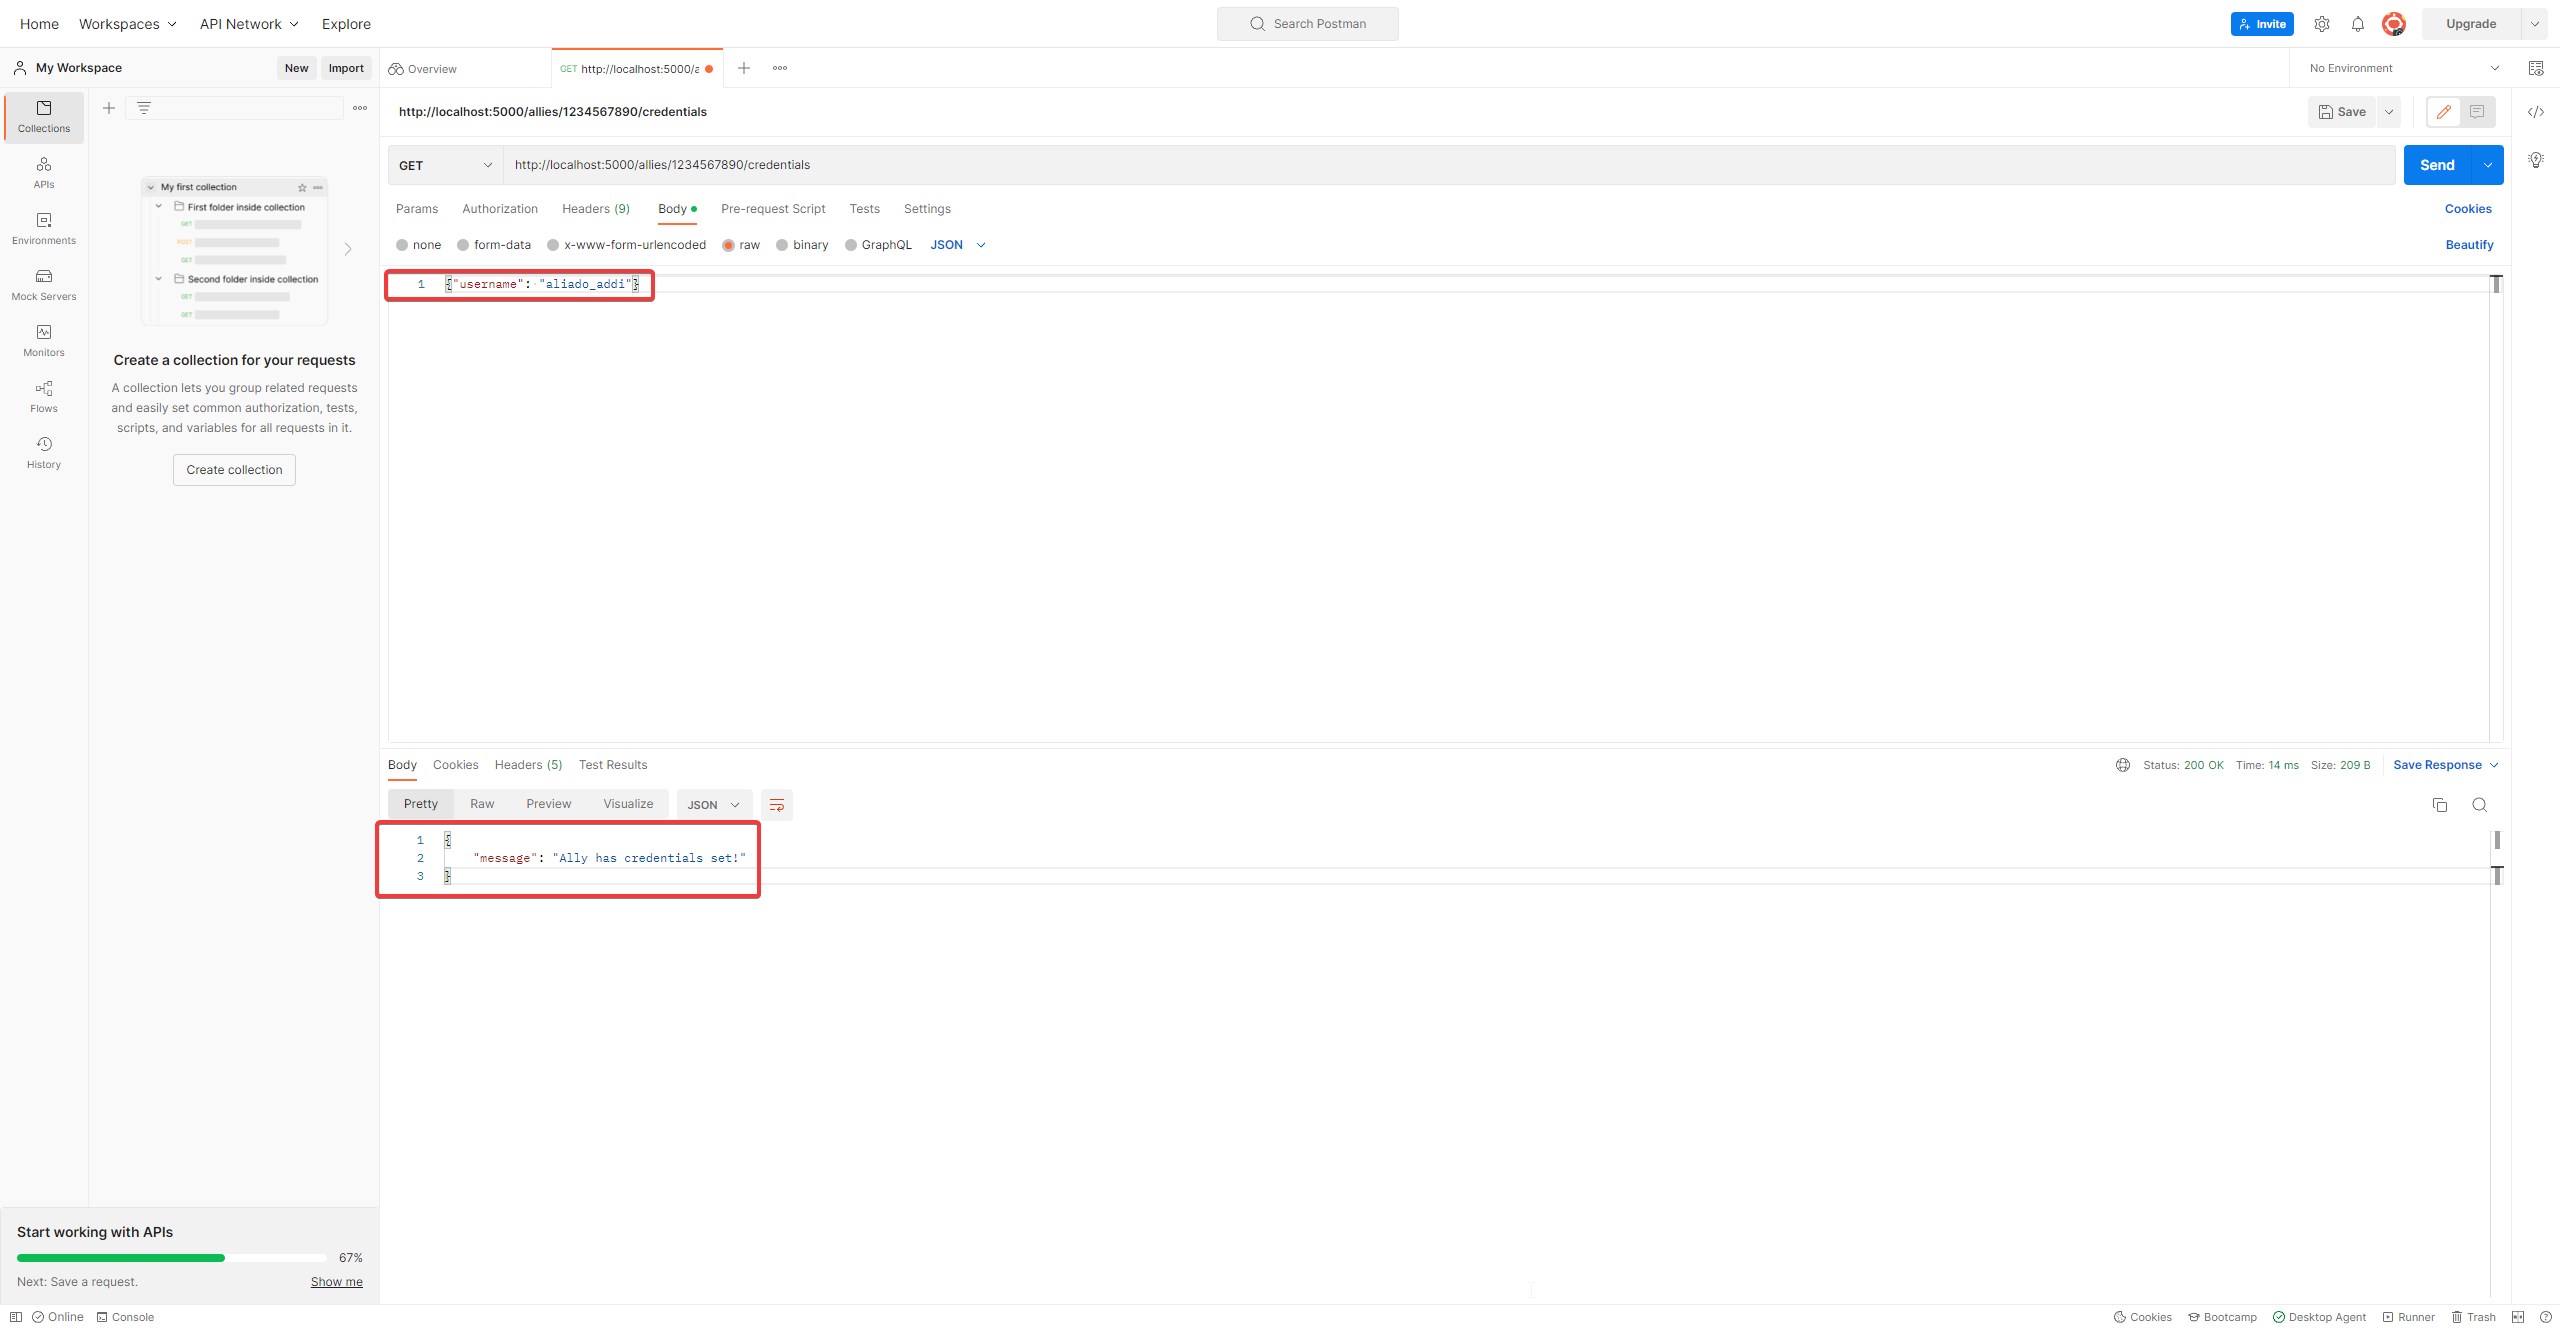 Home Workspaces API Network Explore Search Postman Invite Upgrade
My Workspace New Import Overview GET http://localhost:5000/a No Environment
Collections
APIs
Environments
Mock Servers
Monitors
Flows
History
My first collection
First folder inside collection
GET
POST
GET
Second folder inside collection
GET
GET
Create a collection for your requests
A collection lets you group related requests
and easily set common authorization, tests,
scripts, and variables for all requests in it.
Create collection
http://localhost:5000/allies/1234567890/credentials Save
GET http://localhost:5000/allies/1234567890/credentials Send
Params Authorization Headers (9) Body Pre-request Script Tests Settings Cookies
none form-data x-www-form-urlencoded raw binary GraphQL JSON Beautify
1 {"username": "aliado_addi"}
Body Cookies Headers (5) Test Results Status: 200 OK Time: 14 ms Size: 209 B Save Response
Pretty Raw Preview Visualize JSON
1 {
2 "message": "Ally has credentials set!"
3 }
Start working with APIs
67%
Next: Save a request. Show me
Online Console Cookies Bootcamp Desktop Agent Runner Trash